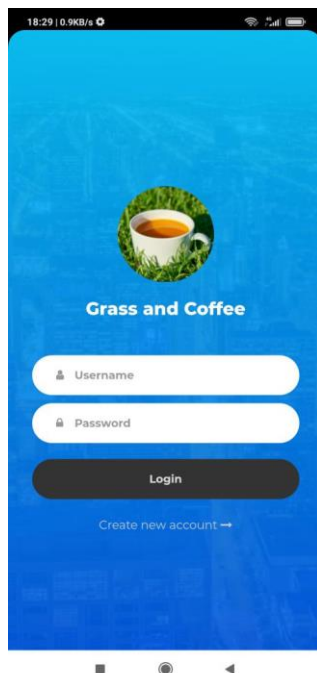 18:29 | 0.9KB/s
Grass and Coffee
Username
Password
Login
Create new account